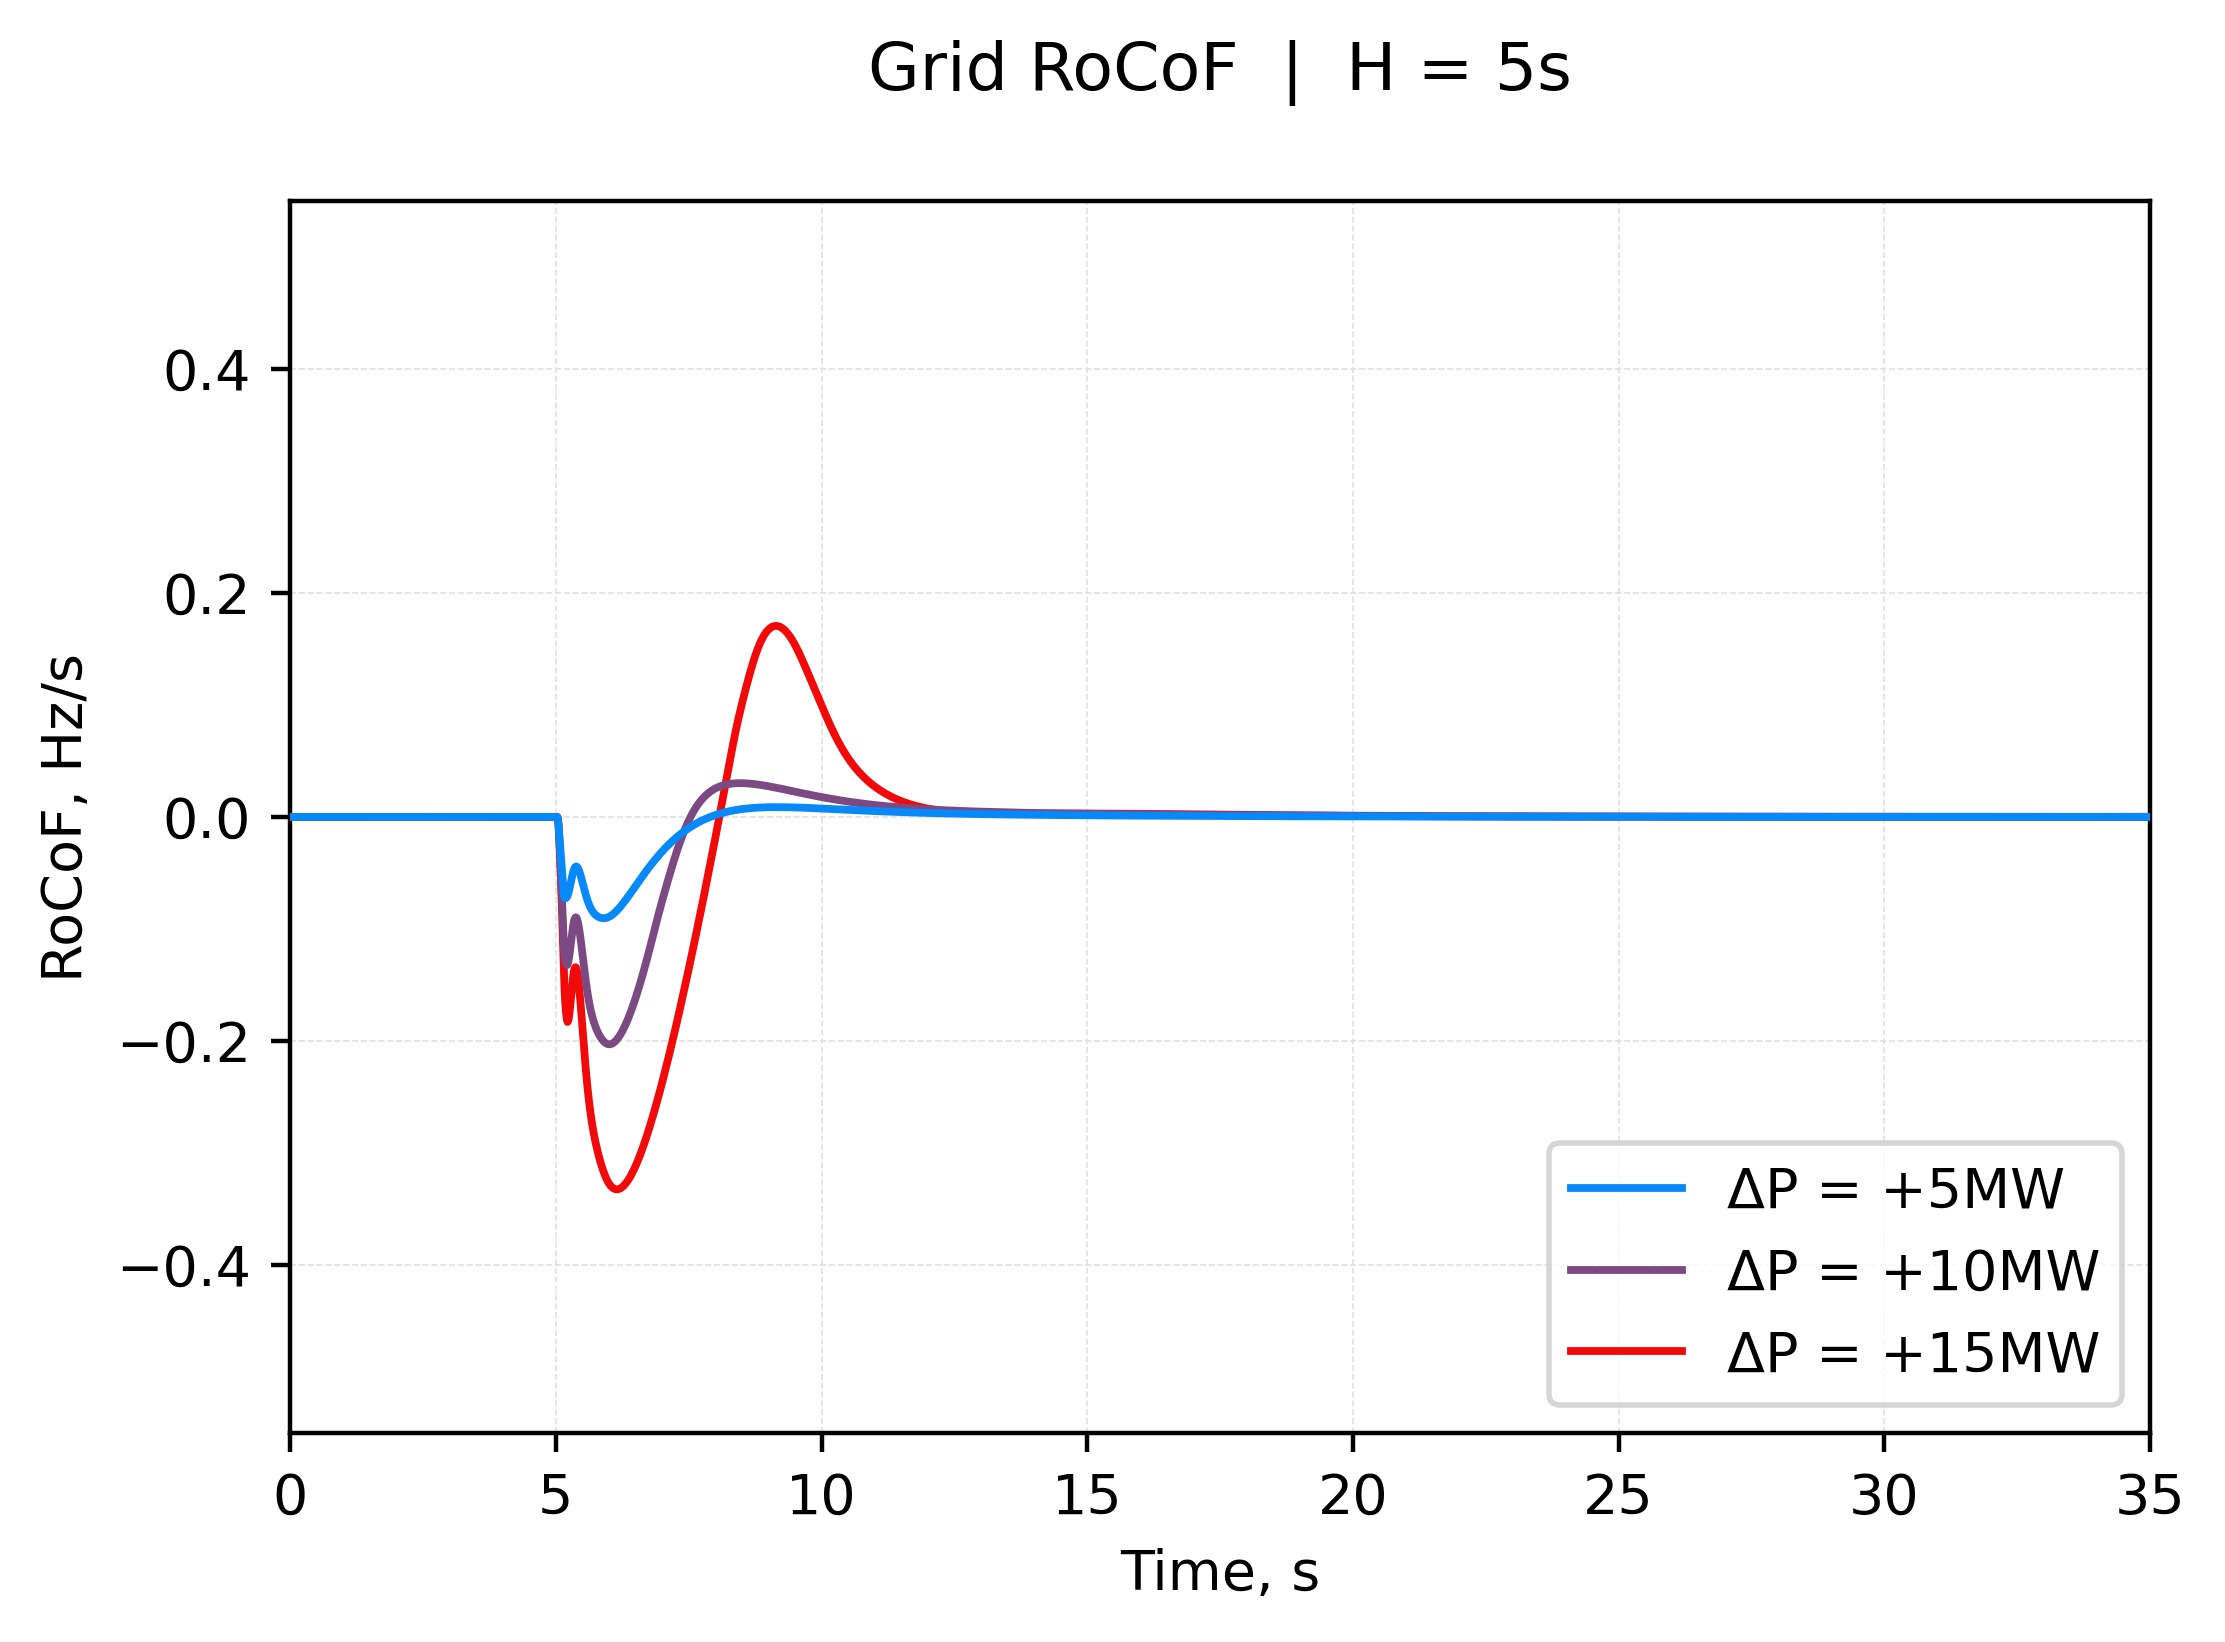 Grid RoCoF | H = 5s
RoCoF, Hz/s
0.4
0.2
0.0
−0.2
−0.4
ΔP = +5MW
ΔP = +10MW
ΔP = +15MW
0 5 10 15 20 25 30 35
Time, s